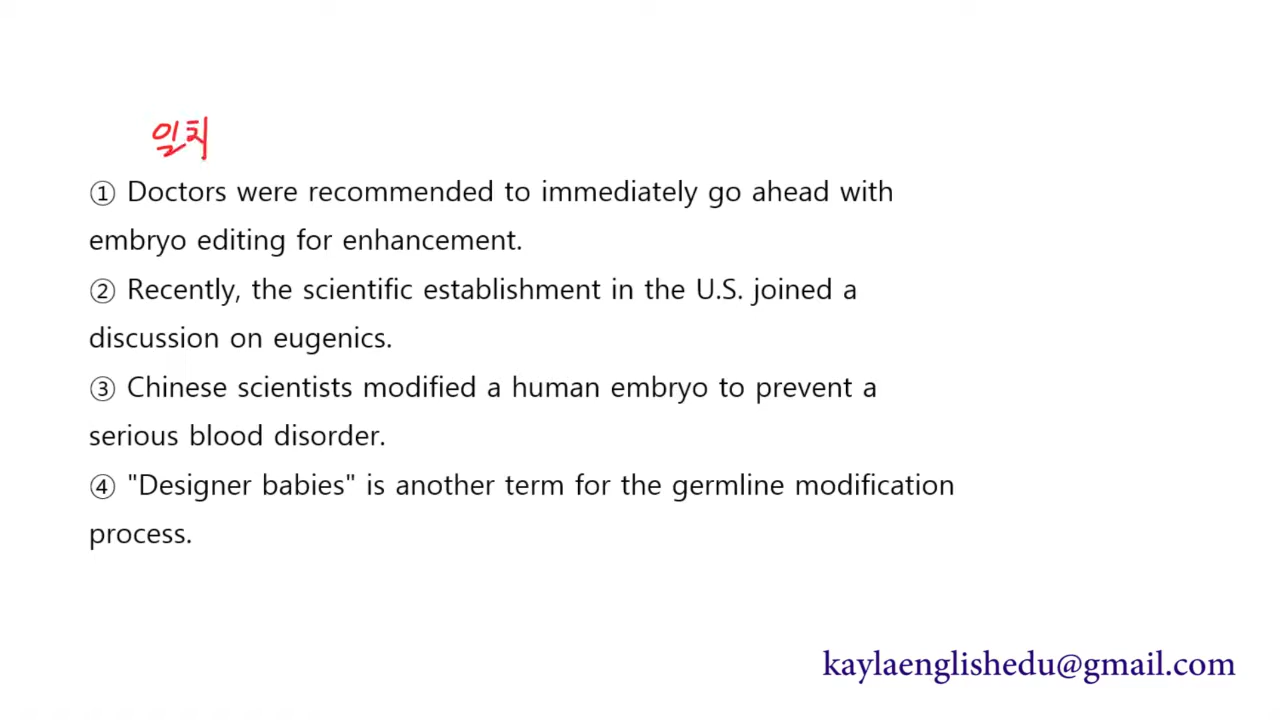 일치
① Doctors were recommended to immediately go ahead with
embryo editing for enhancement.
② Recently, the scientific establishment in the U.S. joined a
discussion on eugenics.
③ Chinese scientists modified a human embryo to prevent a
serious blood disorder.
④ "Designer babies" is another term for the germline modification
process.
kaylaenglishedu@gmail.com